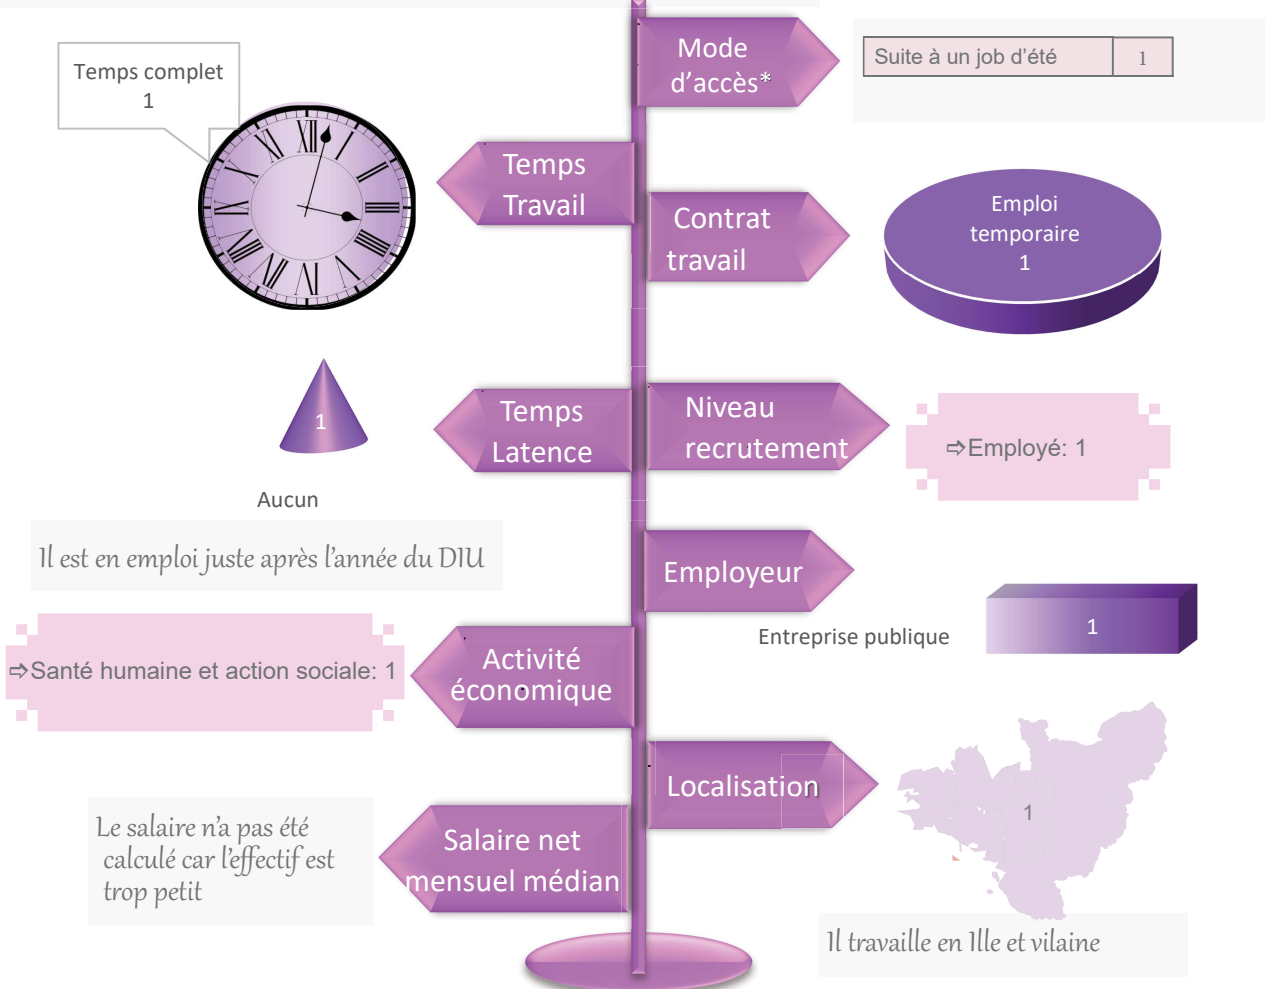 Mode
d'accès*
Suite à un job d'été 1
Temps complet
1
XII
Temps
Travail
Contrat
travail
Emploi
temporaire
1
1
Aucun
Temps
Latence
Niveau
recrutement
⇨Employé: 1
Il est en emploi juste après l'année du DIU
Employeur
Entreprise publique
1
⇨Santé humaine et action sociale: 1
Activité
économique
Localisation
1
Le salaire n'a pas été
calculé car l'effectif est
trop petit
Salaire net
mensuel médian
Il travaille en Ille et vilaine